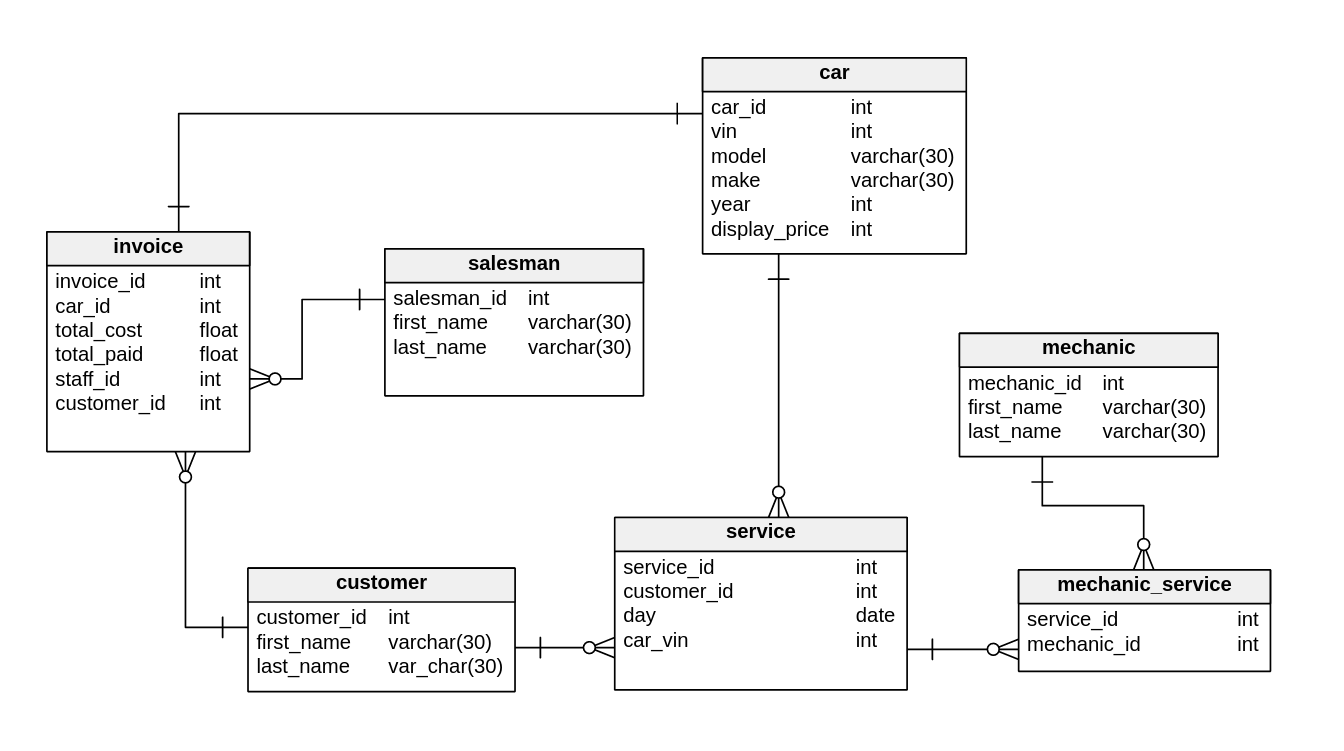 car
car_id int
vin int
model varchar(30)
make varchar(30)
year int
display_price int
invoice
invoice_id int
car_id int
total_cost float
total_paid float
staff_id int
customer_id int
salesman
salesman_id int
first_name varchar(30)
last_name varchar(30)
mechanic
mechanic_id int
first_name varchar(30)
last_name varchar(30)
service
service_id int
customer_id int
day date
car_vin int
customer
customer_id int
first_name varchar(30)
last_name var_char(30)
mechanic_service
service_id int
mechanic_id int